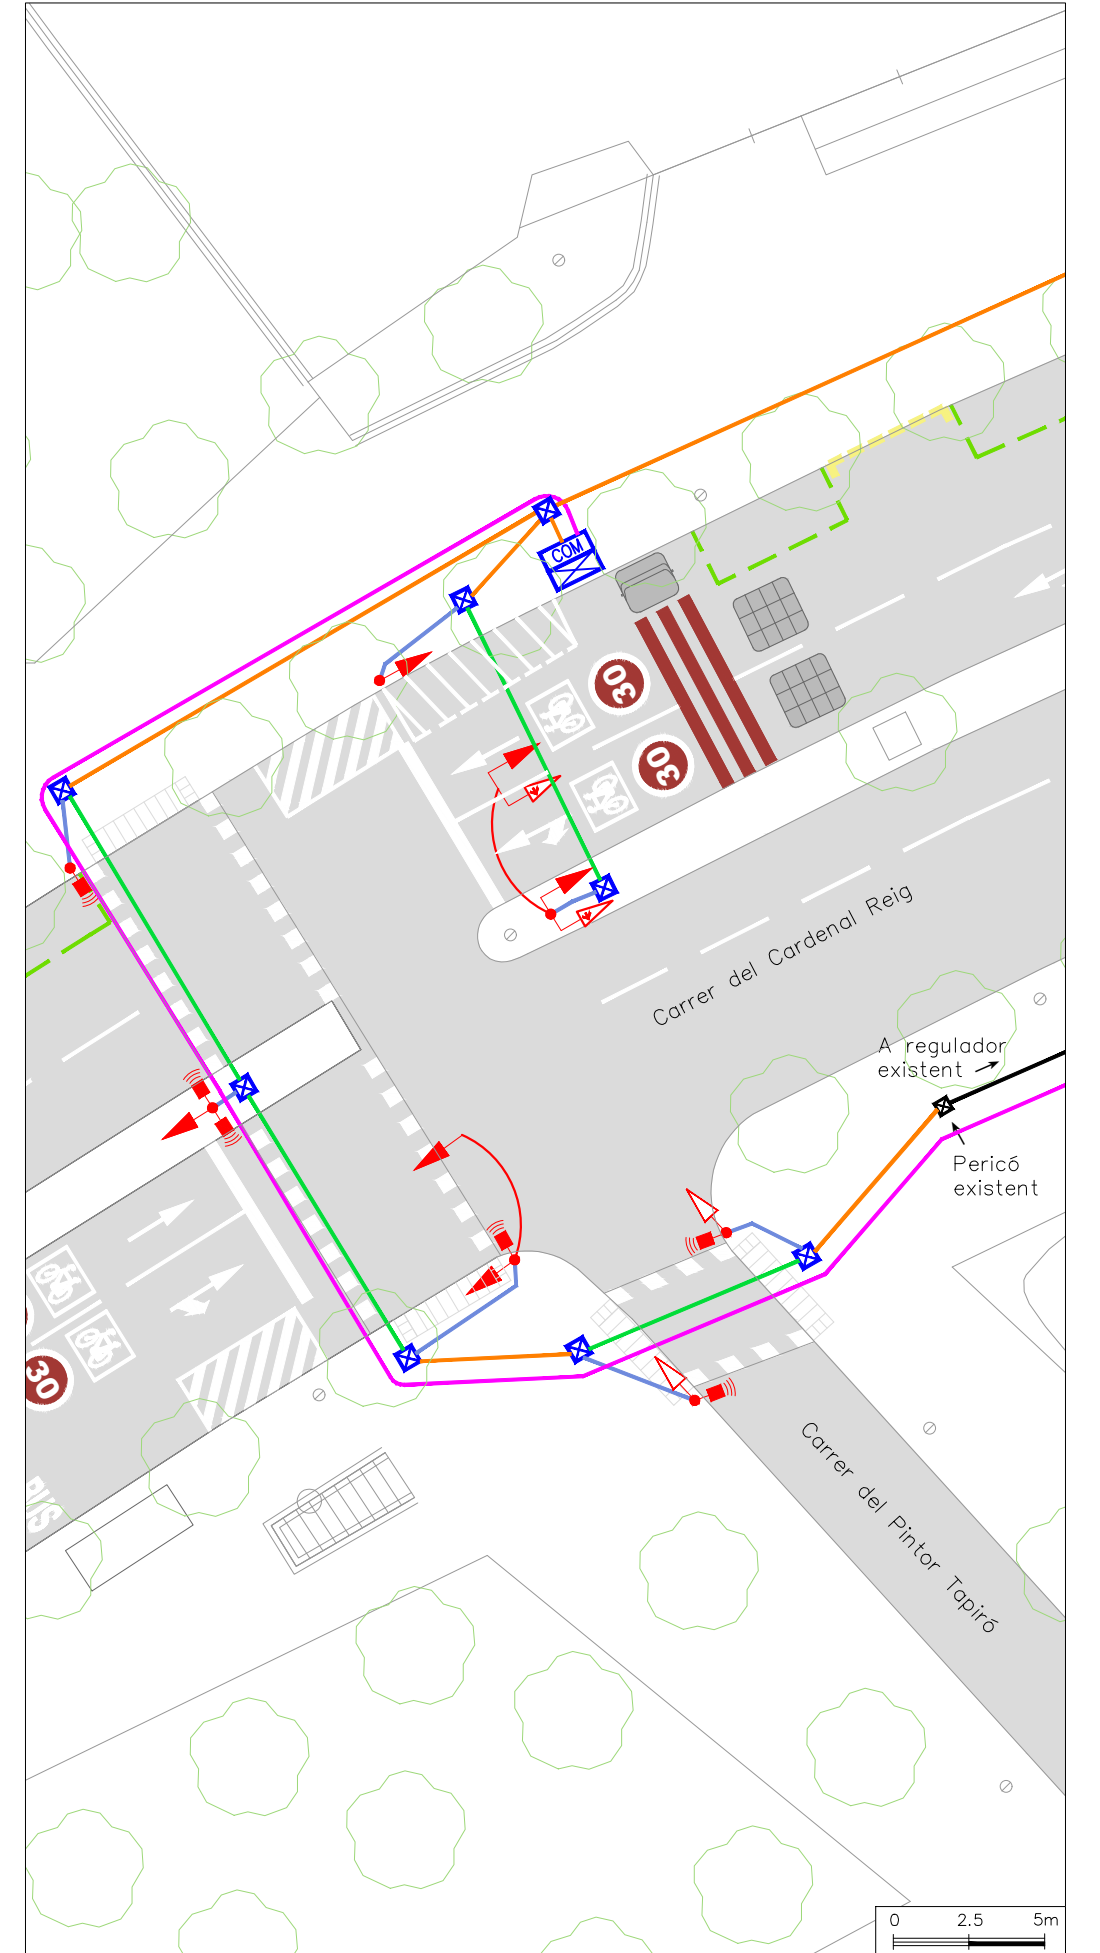 COM
30
30
Carrer del Cardenal Reig
A regulador
existent
Pericó
existent
30
BUS
Carrer del Pintor Tapiró
0 2.5 5m